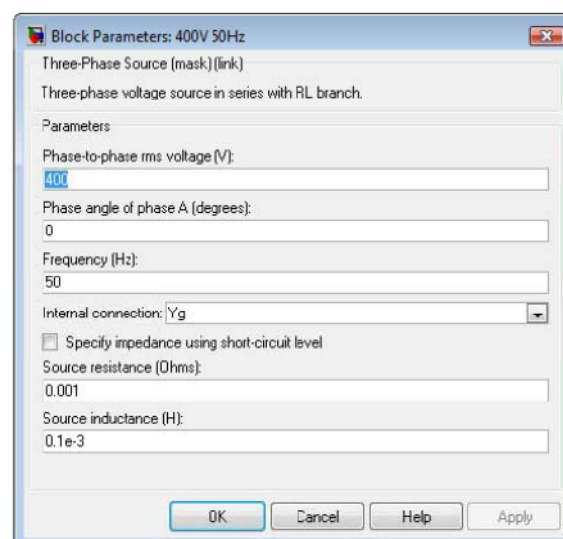 Block Parameters: 400V 50Hz
Three-Phase Source (mask) (link)
Three-phase voltage source in series with RL branch.
Parameters
Phase-to-phase rms voltage (V):
400
Phase angle of phase A (degrees):
0
Frequency (Hz):
50
Internal connection: Yg
Specify impedance using short-circuit level
Source resistance (Ohms):
0.001
Source inductance (H):
0.1e-3
OK Cancel Help Apply